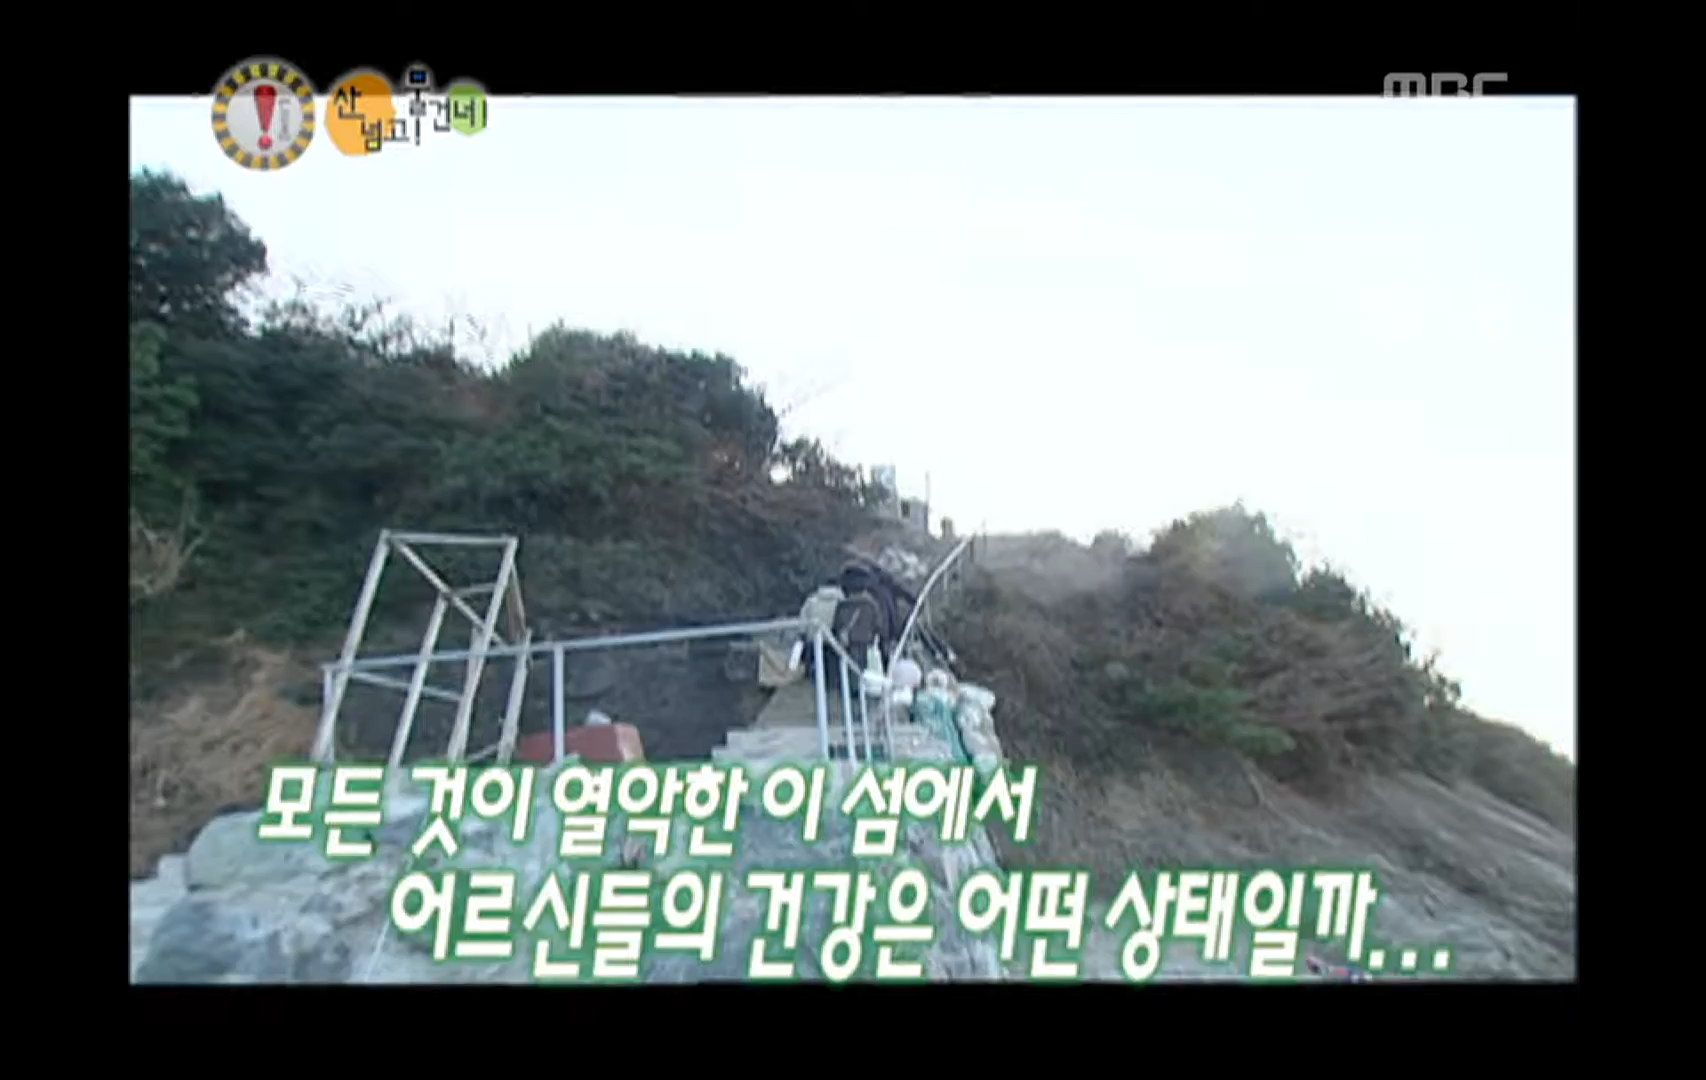 산 넘고 물 건너
MBC
모든 것이 열악한 이 섬에서
어르신들의 건강은 어떤 상태일까...